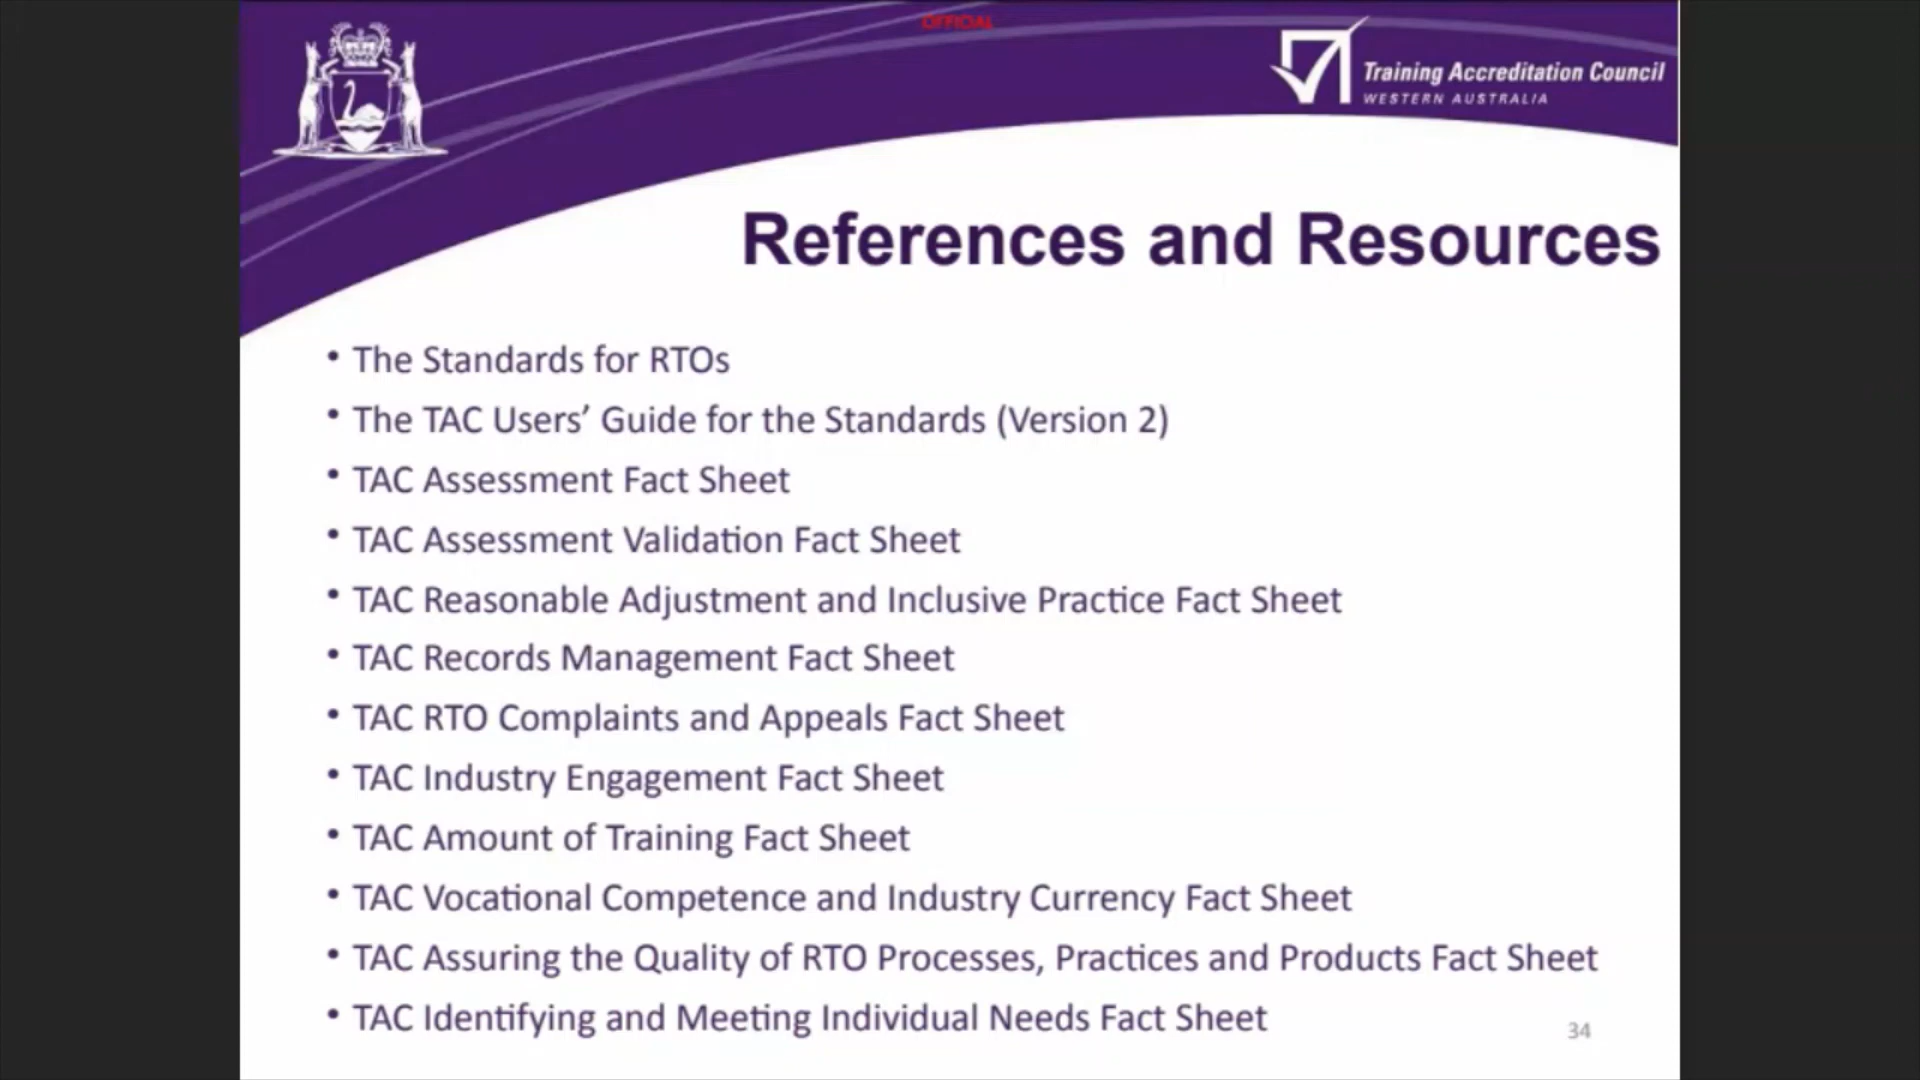 OFFICIAL
Training Accreditation Council
WESTERN AUSTRALIA
References and Resources
• The Standards for RTOs
• The TAC Users’ Guide for the Standards (Version 2)
• TAC Assessment Fact Sheet
• TAC Assessment Validation Fact Sheet
• TAC Reasonable Adjustment and Inclusive Practice Fact Sheet
• TAC Records Management Fact Sheet
• TAC RTO Complaints and Appeals Fact Sheet
• TAC Industry Engagement Fact Sheet
• TAC Amount of Training Fact Sheet
• TAC Vocational Competence and Industry Currency Fact Sheet
• TAC Assuring the Quality of RTO Processes, Practices and Products Fact Sheet
• TAC Identifying and Meeting Individual Needs Fact Sheet
34